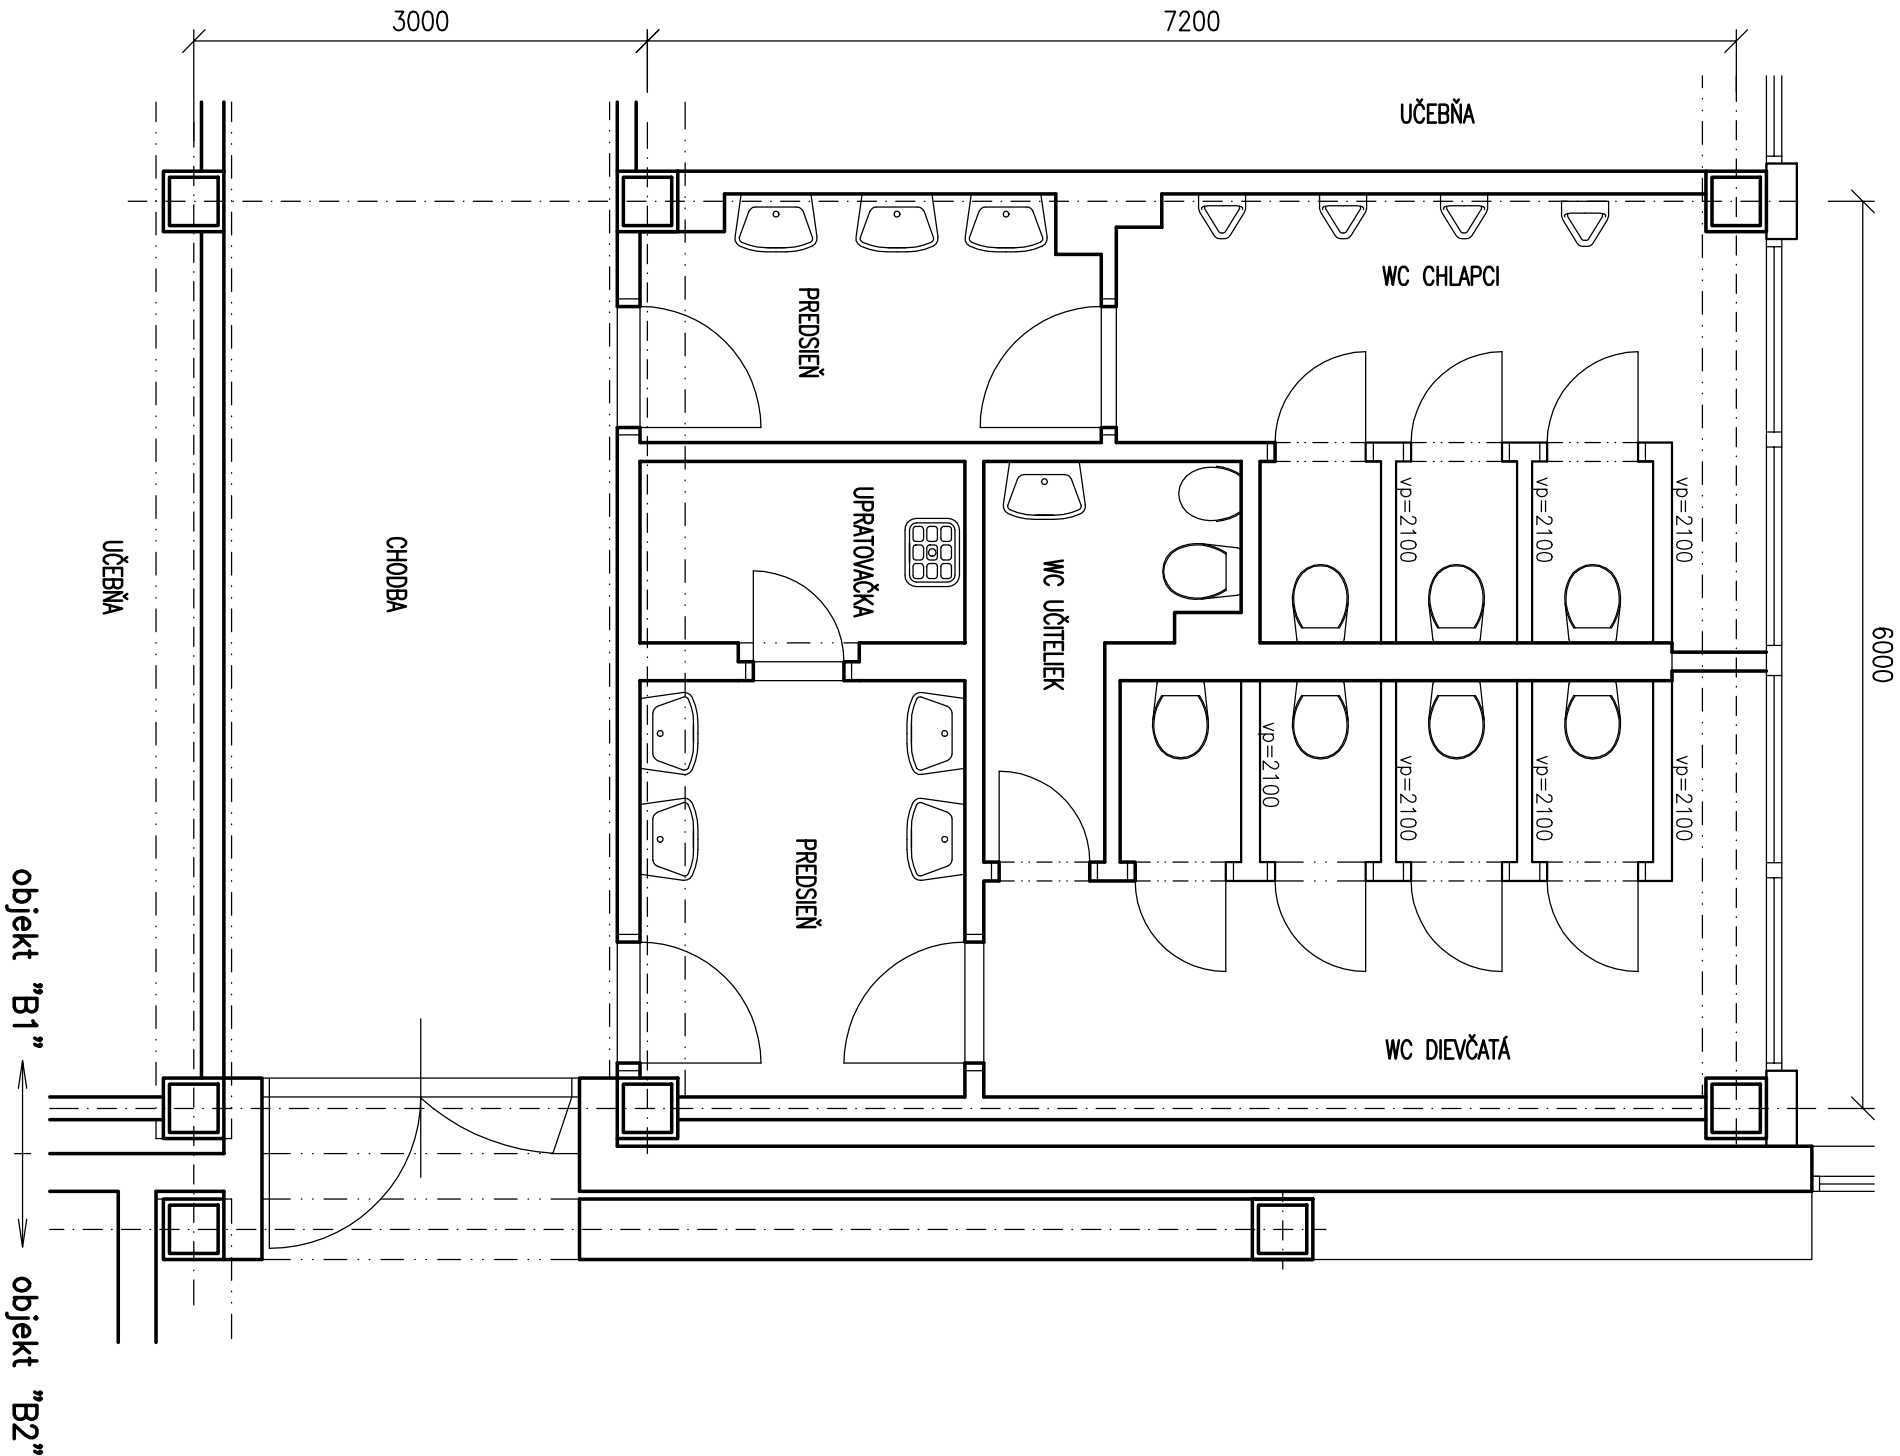 3000
7200
UČEBŇA
WC CHLAPCI
PREDSIEŇ
6000
vp=2100
vp=2100
vp=2100
UPRATOVAČKA
WC UČITELIEK
CHODBA
UČEBŇA
vp=2100
vp=2100
vp=2100
vp=2100
PREDSIEŇ
WC DIEVČATÁ
objekt "B1"
objekt "B2"